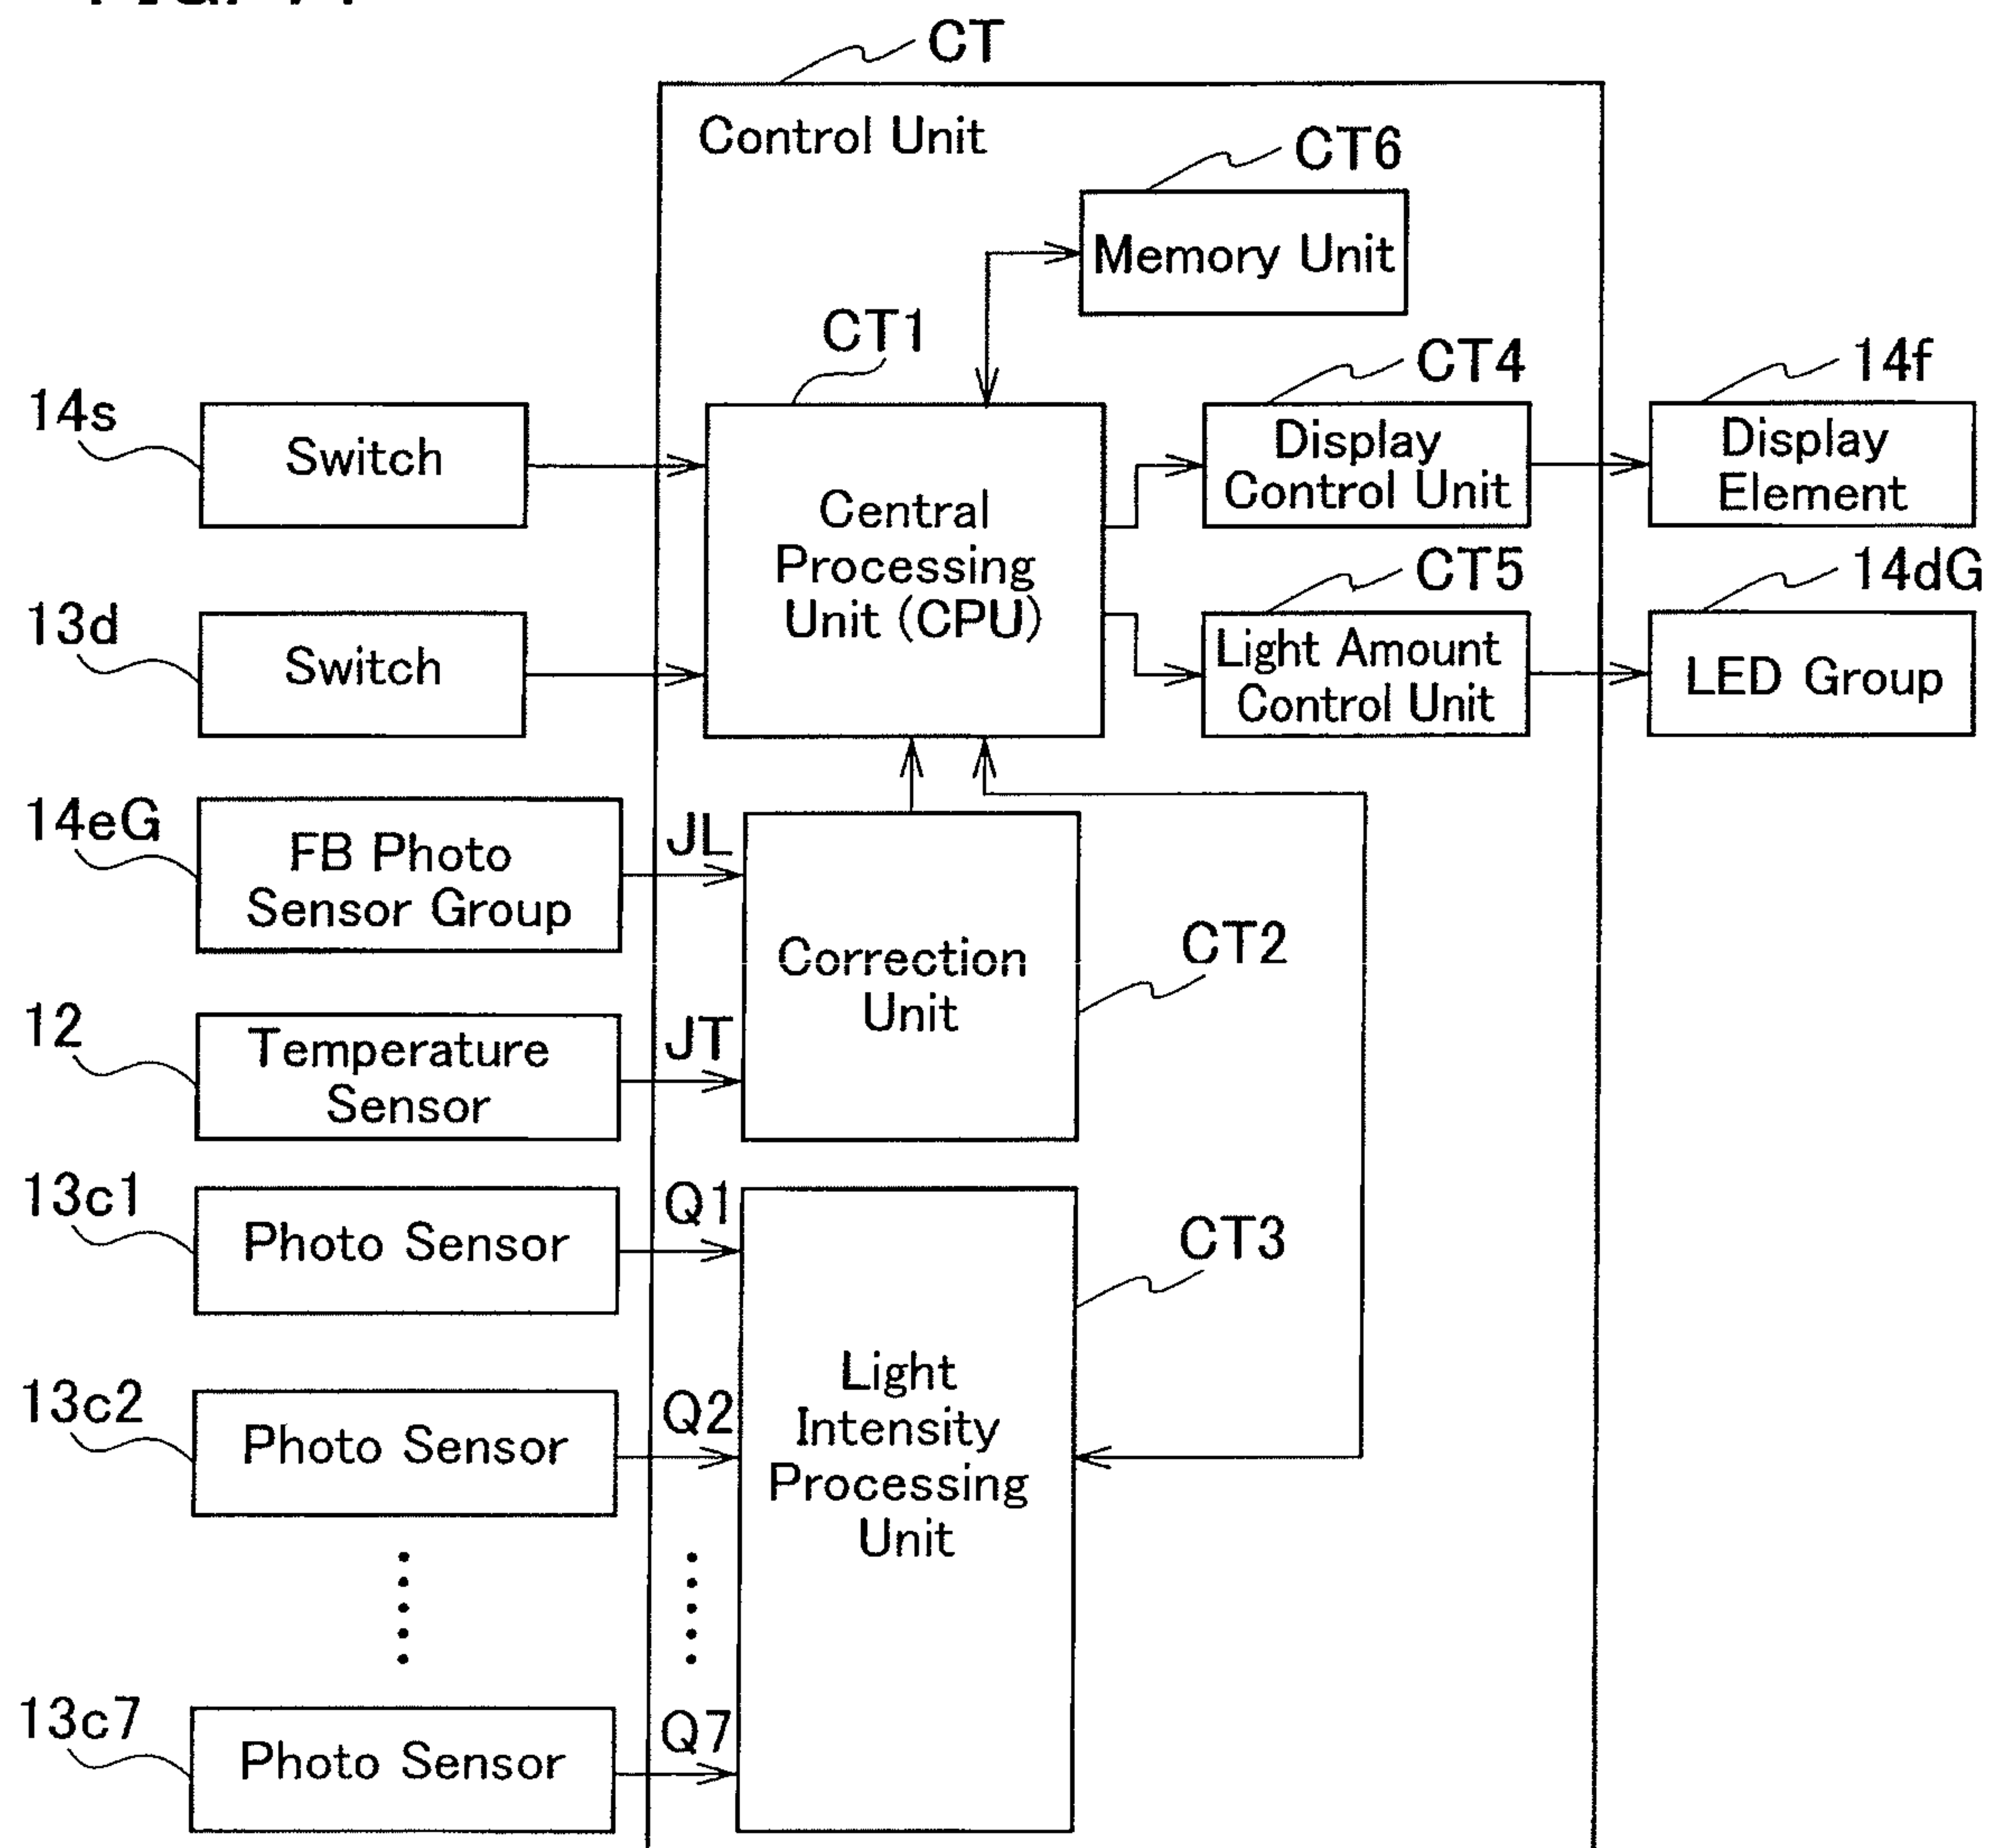 CT
Control Unit
CT6
Memory Unit
CT1
CT4
14f
14s
Switch
Central
Processing
Unit (CPU)
Display
Control Unit
Display
Element
CT5
14dG
13d
Switch
Light Amount
Control Unit
LED Group
14eG
FB Photo
Sensor Group
JL
Correction
Unit
CT2
12
Temperature
Sensor
JT
13c1
Photo Sensor
Q1
CT3
Light
Intensity
Processing
Unit
13c2
Photo Sensor
Q2
13c7
Photo Sensor
Q7